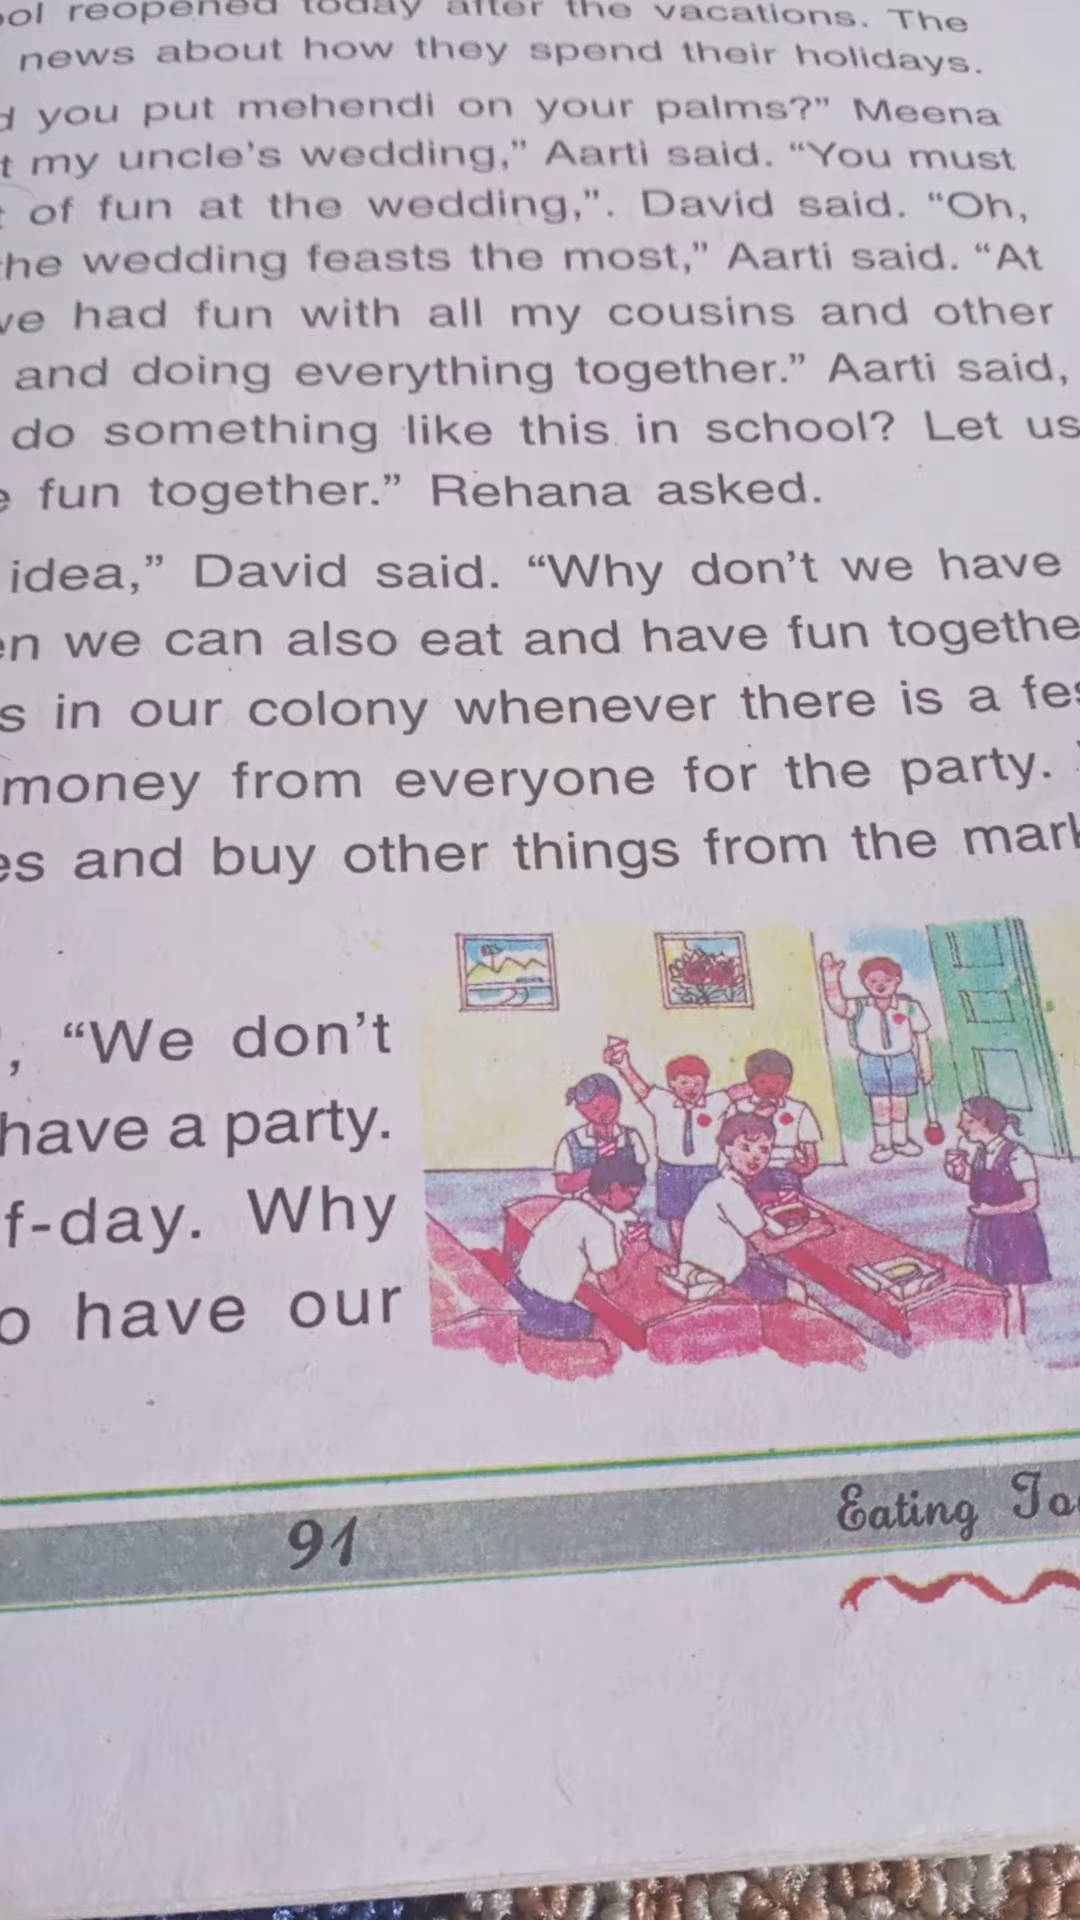 reopened today after the vacations. The
news about how they spend their holidays.
you put mehendi on your palms?” Meena
my uncle's wedding,” Aarti said. “You must
of fun at the wedding,”. David said. “Oh,
the wedding feasts the most,” Aarti said. “At
had fun with all my cousins and other
and doing everything together.” Aarti said,
do something like this in school? Let us
fun together.” Rehana asked.
idea,” David said. “Why don't we have
we can also eat and have fun togethe
in our colony whenever there is a fes
money from everyone for the party.
es and buy other things from the mark
, “We don't
have a party.
f-day. Why
o have our
91
Eating To